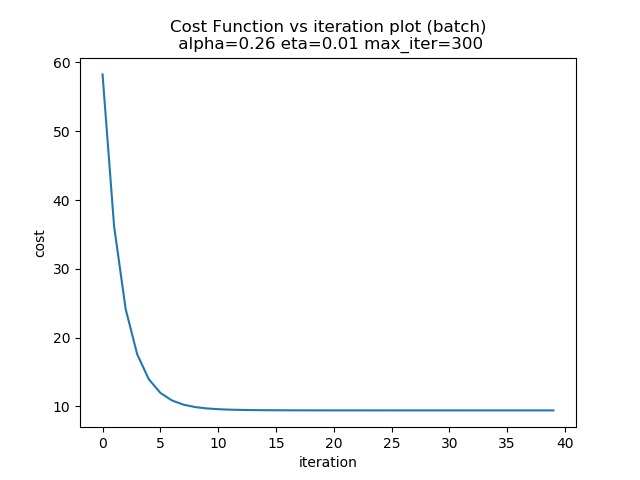 Cost Function vs iteration plot (batch)
alpha=0.26 eta=0.01 max_iter=300
60
50
40
30
20
10
cost
0 5 10 15 20 25 30 35 40
iteration